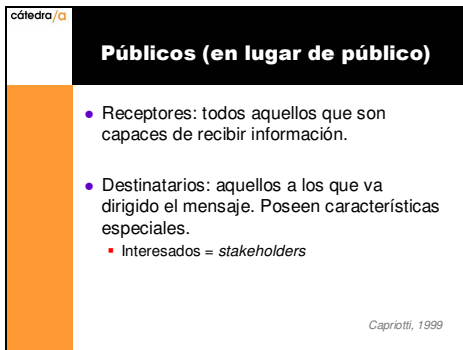 cátedra/a
Públicos (en lugar de público)
● Receptores: todos aquellos que son
capaces de recibir información.
● Destinatarios: aquellos a los que va
dirigido el mensaje. Poseen características
especiales.
▪ Interesados = stakeholders
Capriotti, 1999